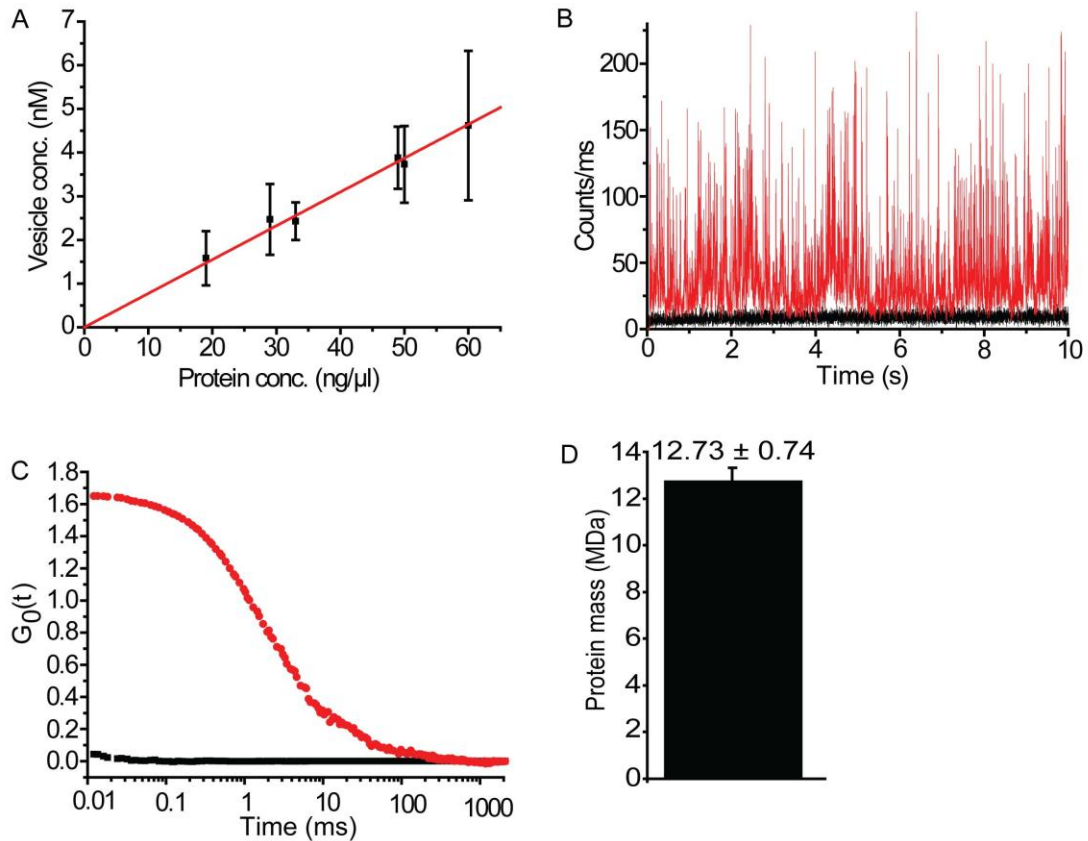 A
Vesicle conc. (nM)
7
6
5
4
3
2
1
0
0 10 20 30 40 50 60
Protein conc. (ng/µl)
B
Counts/ms
200
150
100
50
0
0 2 4 6 8 10
Time (s)
C
G0(t)
1.8
1.6
1.4
1.2
1.0
0.8
0.6
0.4
0.2
0.0
0.01 0.1 1 10 100 1000
Time (ms)
D
12.73 ± 0.74
Protein mass (MDa)
14
12
10
8
6
4
2
0